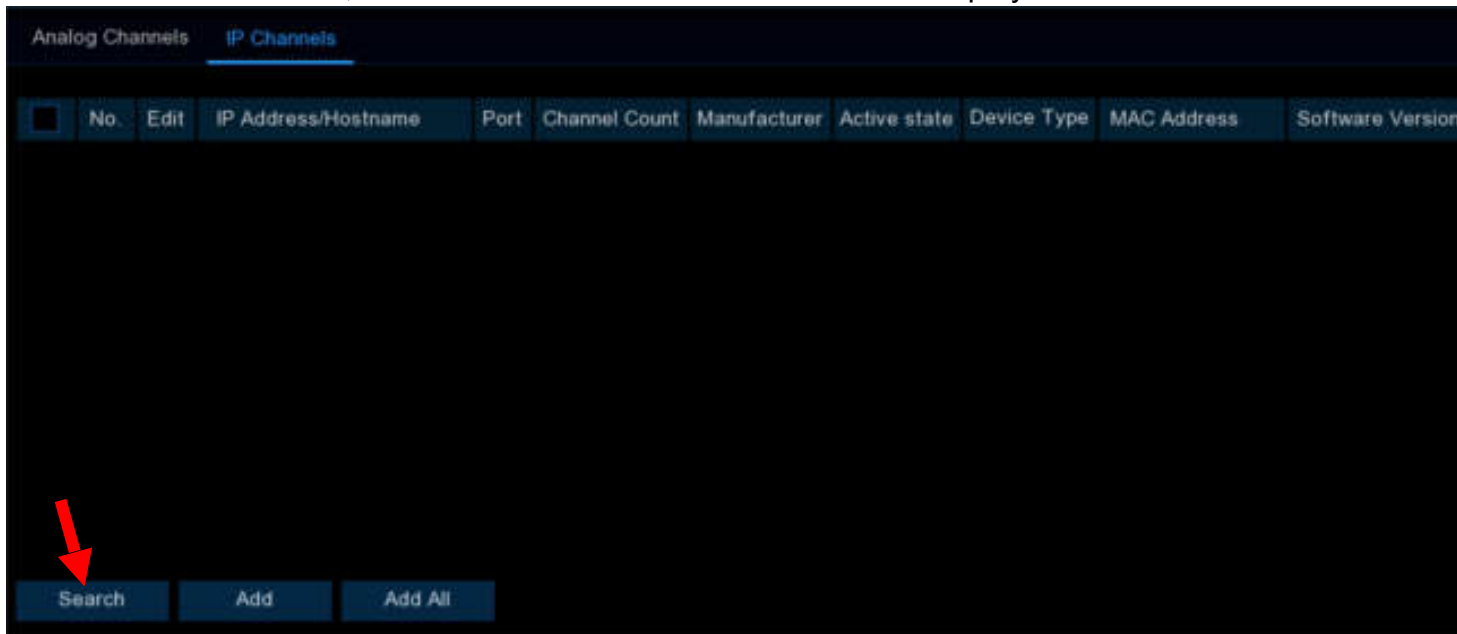 Analog Channels IP Channels
No. Edit IP Address/Hostname Port Channel Count Manufacturer Active state Device Type MAC Address Software Version
Search Add Add All